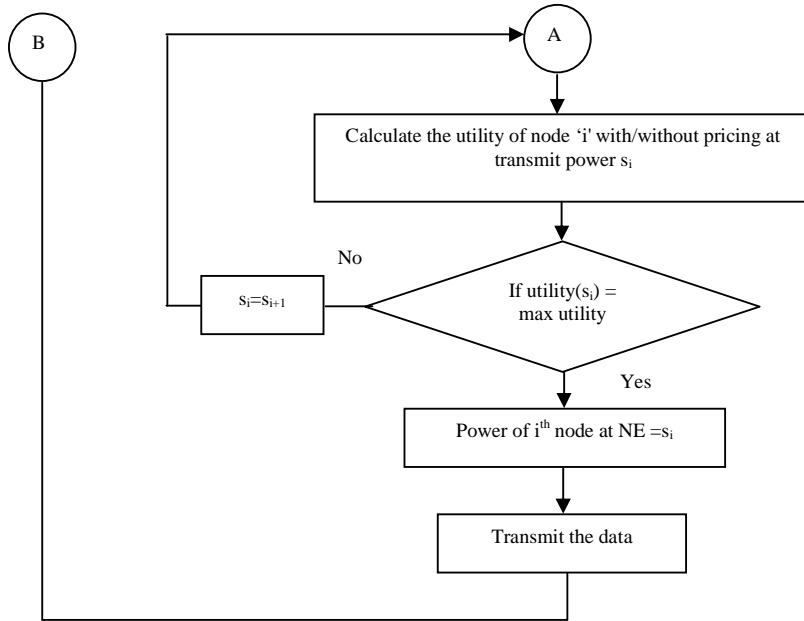 B
A
Calculate the utility of node ‘i' with/without pricing at
transmit power sᵢ
No
sᵢ=sᵢ₊₁
If utility(sᵢ) =
max utility
Yes
Power of iᵗʰ node at NE =sᵢ
Transmit the data